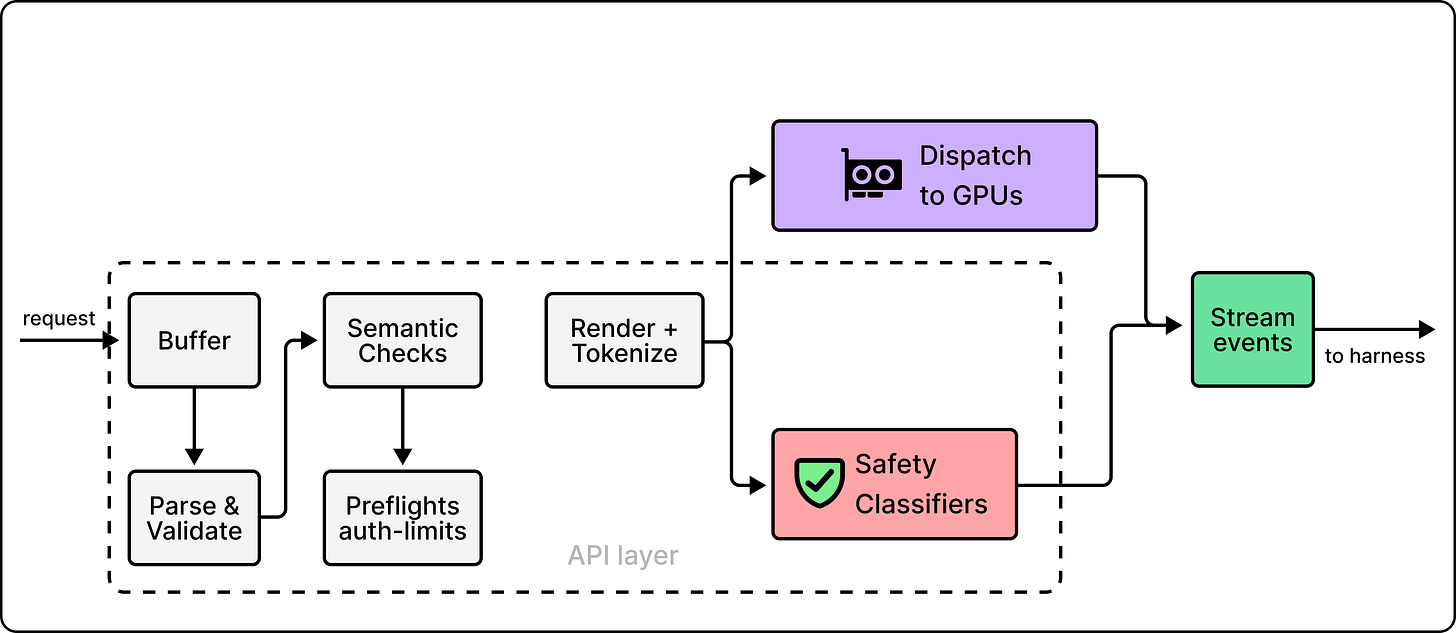 request
Buffer
Parse &
Validate
Semantic
Checks
Preflights
auth-limits
Render +
Tokenize
Dispatch
to GPUs
Safety
Classifiers
API layer
Stream
events
to harness